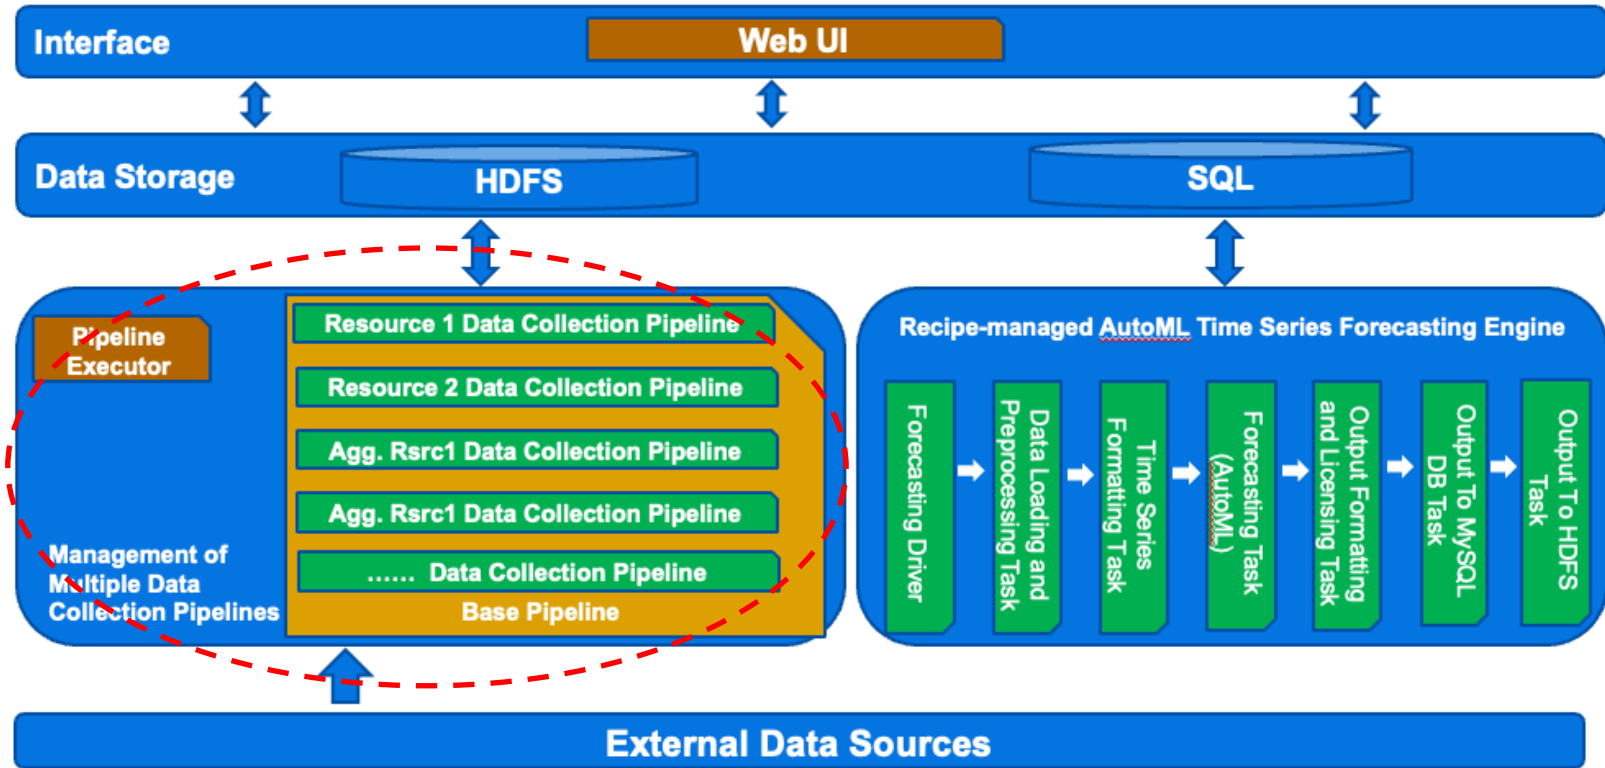 Interface
Web UI
Data Storage
HDFS
SQL
Pipeline
Executor
Resource 1 Data Collection Pipeline
Resource 2 Data Collection Pipeline
Agg. Rsrc1 Data Collection Pipeline
Agg. Rsrc1 Data Collection Pipeline
...... Data Collection Pipeline
Base Pipeline
Management of
Multiple Data
Collection Pipelines
Recipe-managed AutoML Time Series Forecasting Engine
Forecasting Driver
Data Loading and
Preprocessing Task
Time Series
Formatting Task
Forecasting Task
(AutoML)
Output Formatting
and Licensing Task
Output To MySQL
DB Task
Output To HDFS
Task
External Data Sources